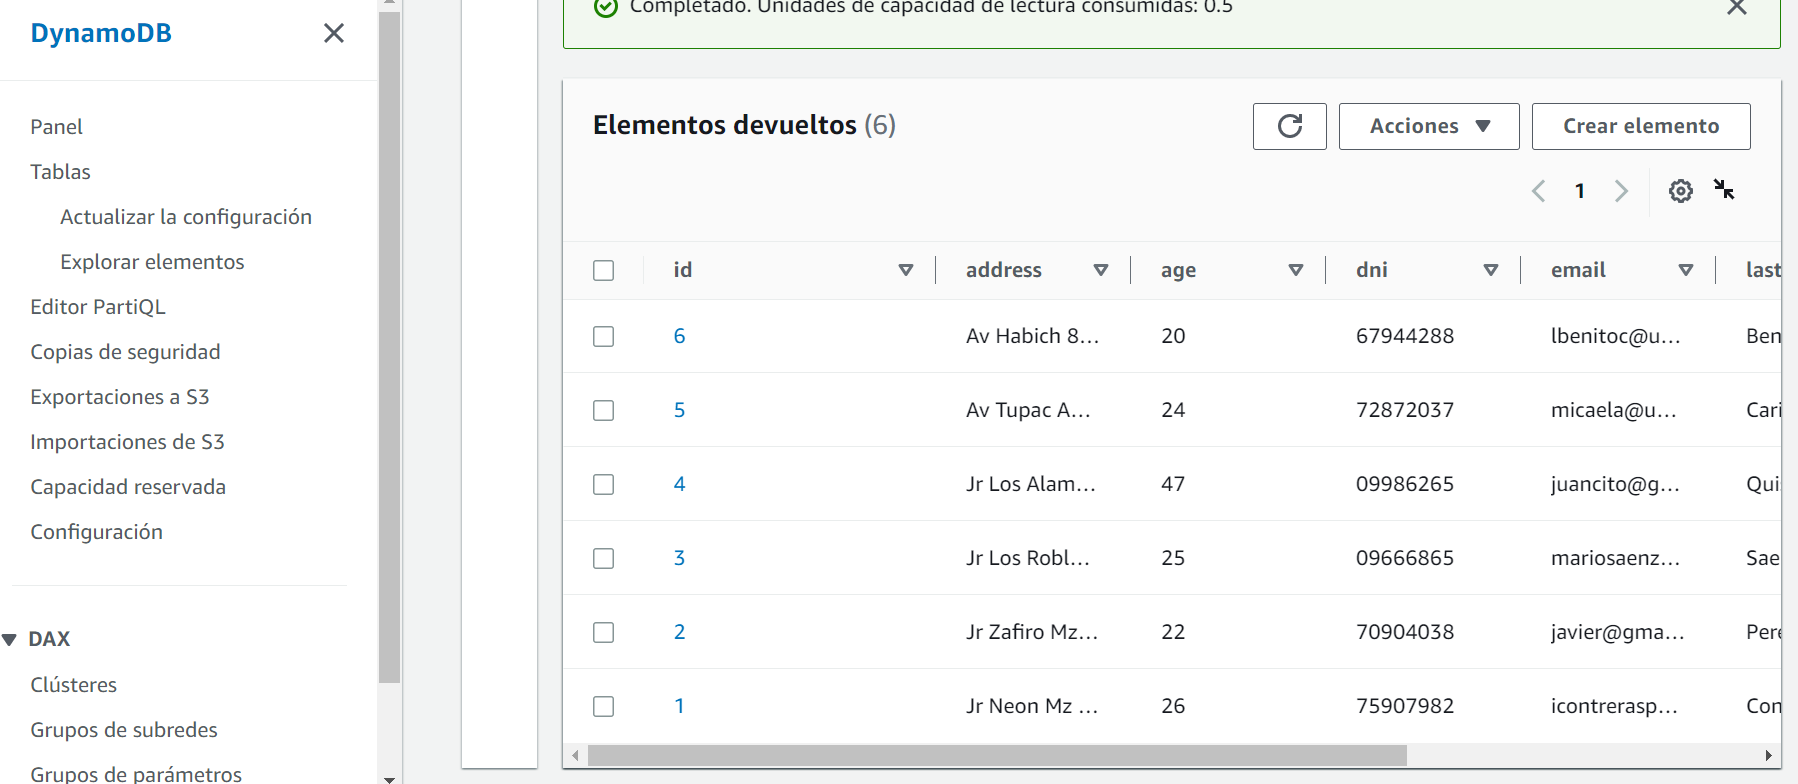 DynamoDB
Panel
Tablas
Actualizar la configuración
Explorar elementos
Editor PartiQL
Copias de seguridad
Exportaciones a S3
Importaciones de S3
Capacidad reservada
Configuración
DAX
Clústeres
Grupos de subredes
Grupos de parámetros
Completado. Unidades de capacidad de lectura consumidas: 0.5
Elementos devueltos (6)
Acciones
Crear elemento
1
id address age dni email last
6 Av Habich 8... 20 67944288 lbenitoc@u... Ben
5 Av Tupac A... 24 72872037 micaela@u... Cari
4 Jr Los Alam... 47 09986265 juancito@g... Qui
3 Jr Los Robl... 25 09666865 mariosaenz... Sae
2 Jr Zafiro Mz... 22 70904038 javier@gma... Pere
1 Jr Neon Mz ... 26 75907982 icontrerasp... Con